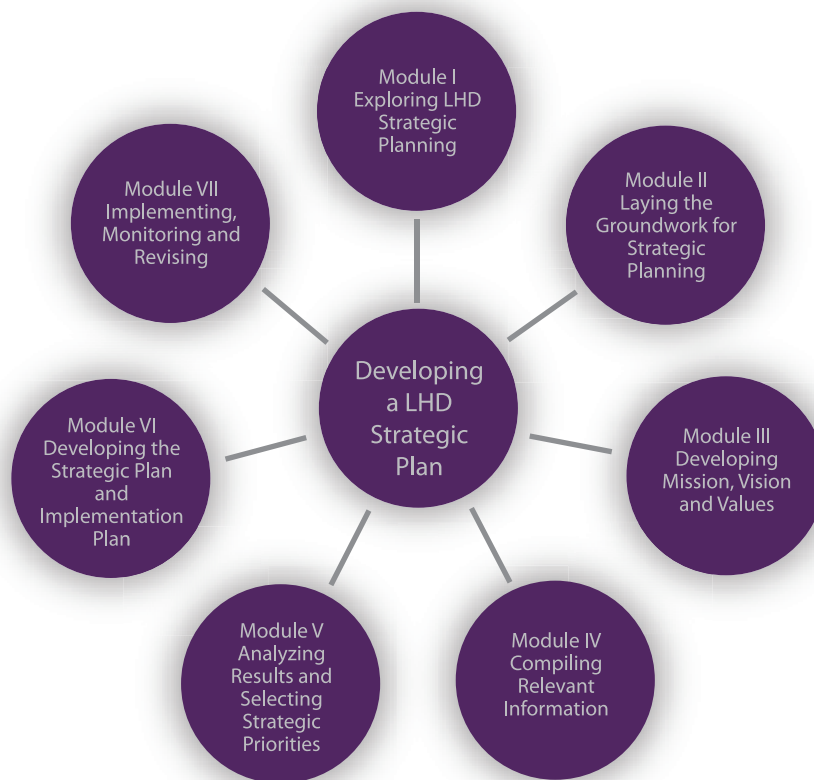 Module I
Exploring LHD
Strategic
Planning
Module II
Laying the
Groundwork for
Strategic
Planning
Module III
Developing
Mission, Vision
and Values
Module IV
Compiling
Relevant
Information
Module V
Analyzing
Results and
Selecting
Strategic
Priorities
Module VI
Developing the
Strategic Plan
and
Implementation
Plan
Module VII
Implementing,
Monitoring and
Revising
Developing
a LHD
Strategic
Plan